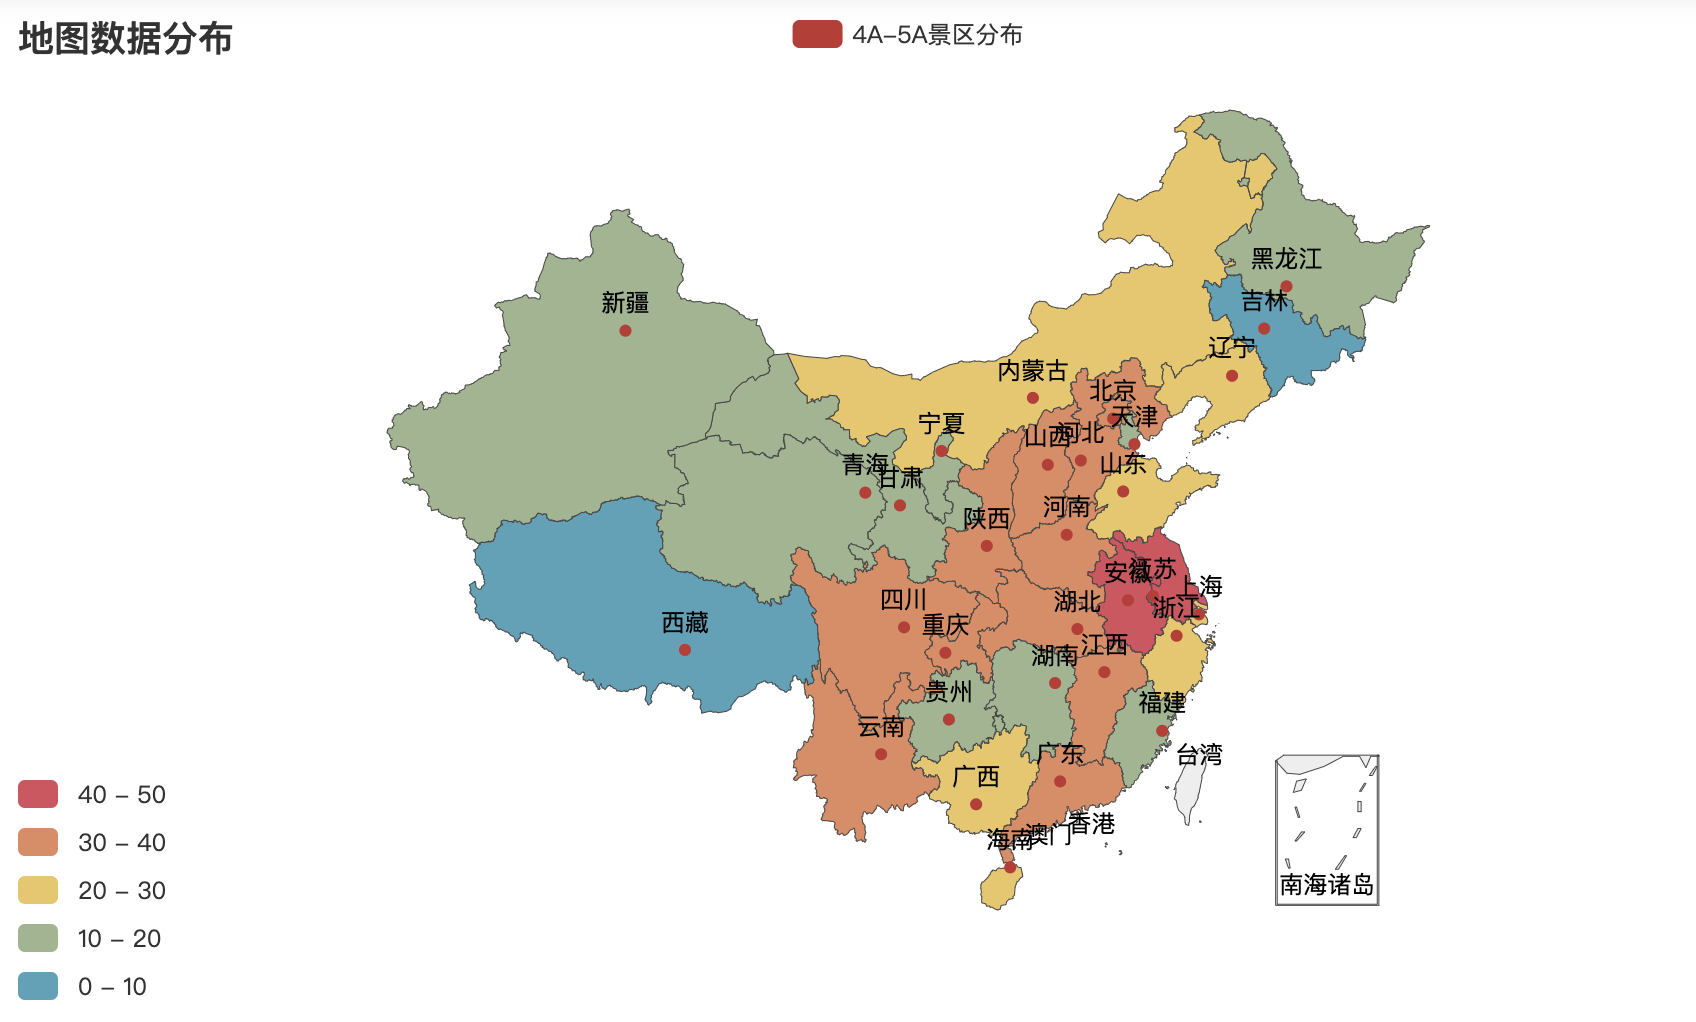 地图数据分布
4A-5A景区分布
黑龙江
吉林
新疆
辽宁
内蒙古
北京
天津
宁夏
河北
山西
青海
山东
甘肃
河南
陕西
江苏
安徽
上海
四川
湖北
浙江
西藏
重庆
江西
湖南
贵州
福建
云南
广东
台湾
广西
香港
澳门
海南
南海诸岛
40 - 50
30 - 40
20 - 30
10 - 20
0 - 10